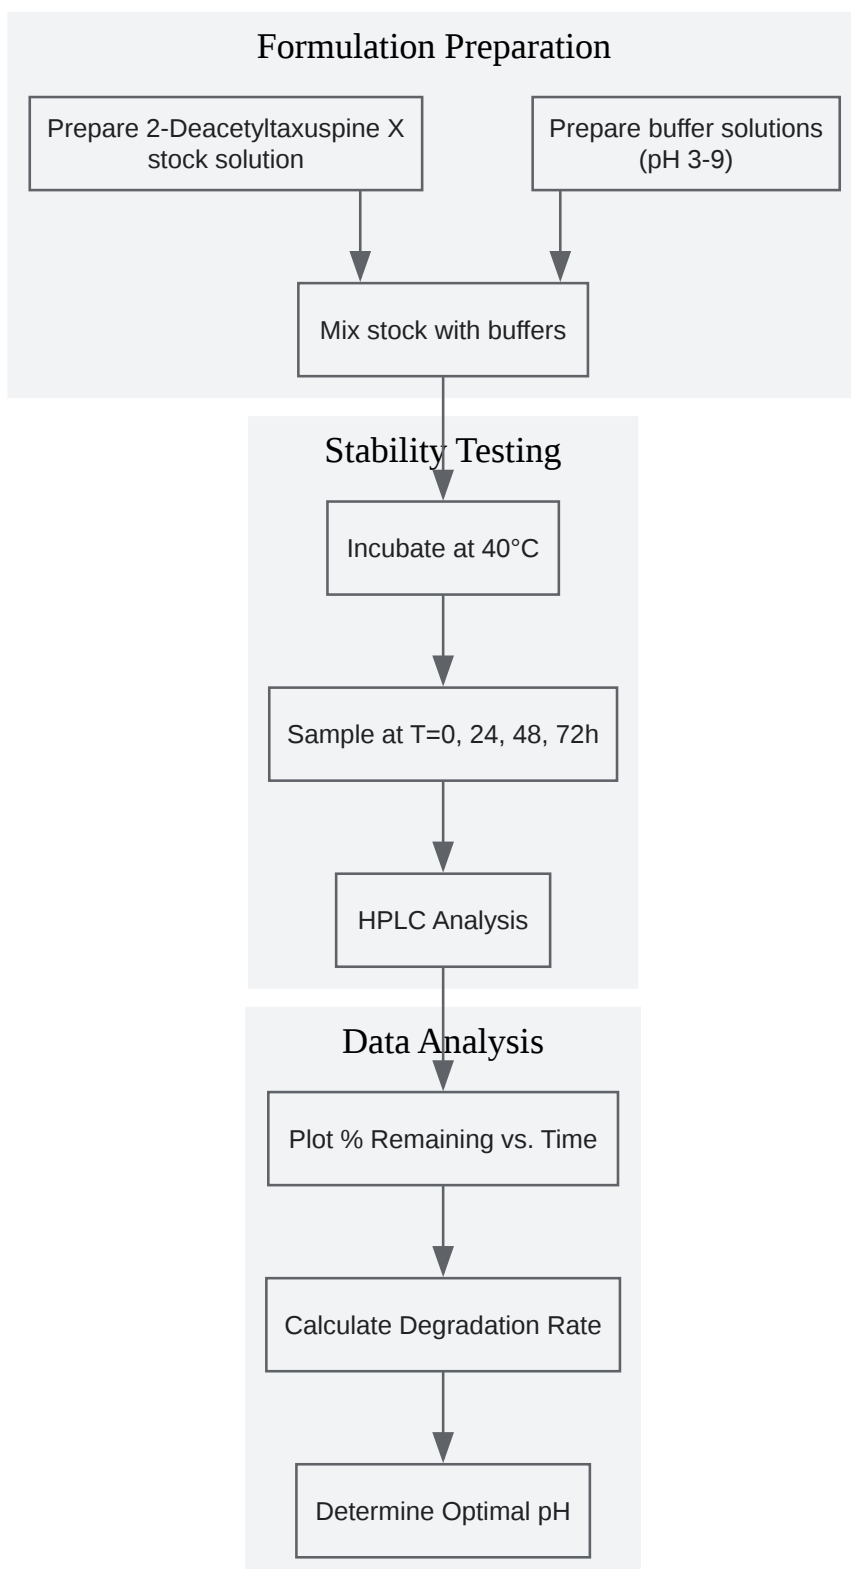 Formulation Preparation
Prepare 2-Deacetyltaxuspine X
stock solution
Prepare buffer solutions
(pH 3-9)
Mix stock with buffers
Stability Testing
Incubate at 40°C
Sample at T=0, 24, 48, 72h
HPLC Analysis
Data Analysis
Plot % Remaining vs. Time
Calculate Degradation Rate
Determine Optimal pH